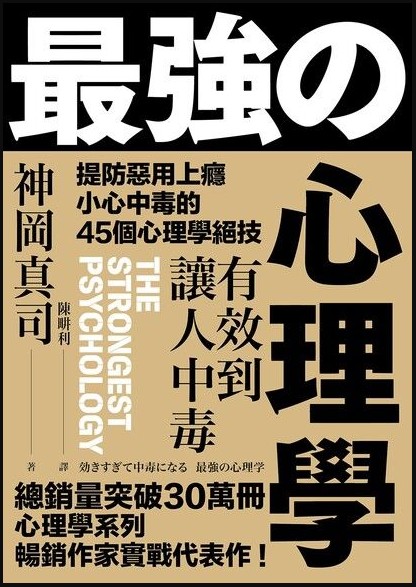 最強の
心理學
提防惡用上癮
小心中毒的
45個心理學絕技
有效到
讓人中毒
THE
STRONGEST
PSYCHOLOGY
神岡真司
著
陳畊利
譯
効きすぎて中毒になる 最強の心理学
總銷量突破30萬冊
心理學系列
暢銷作家實戰代表作！